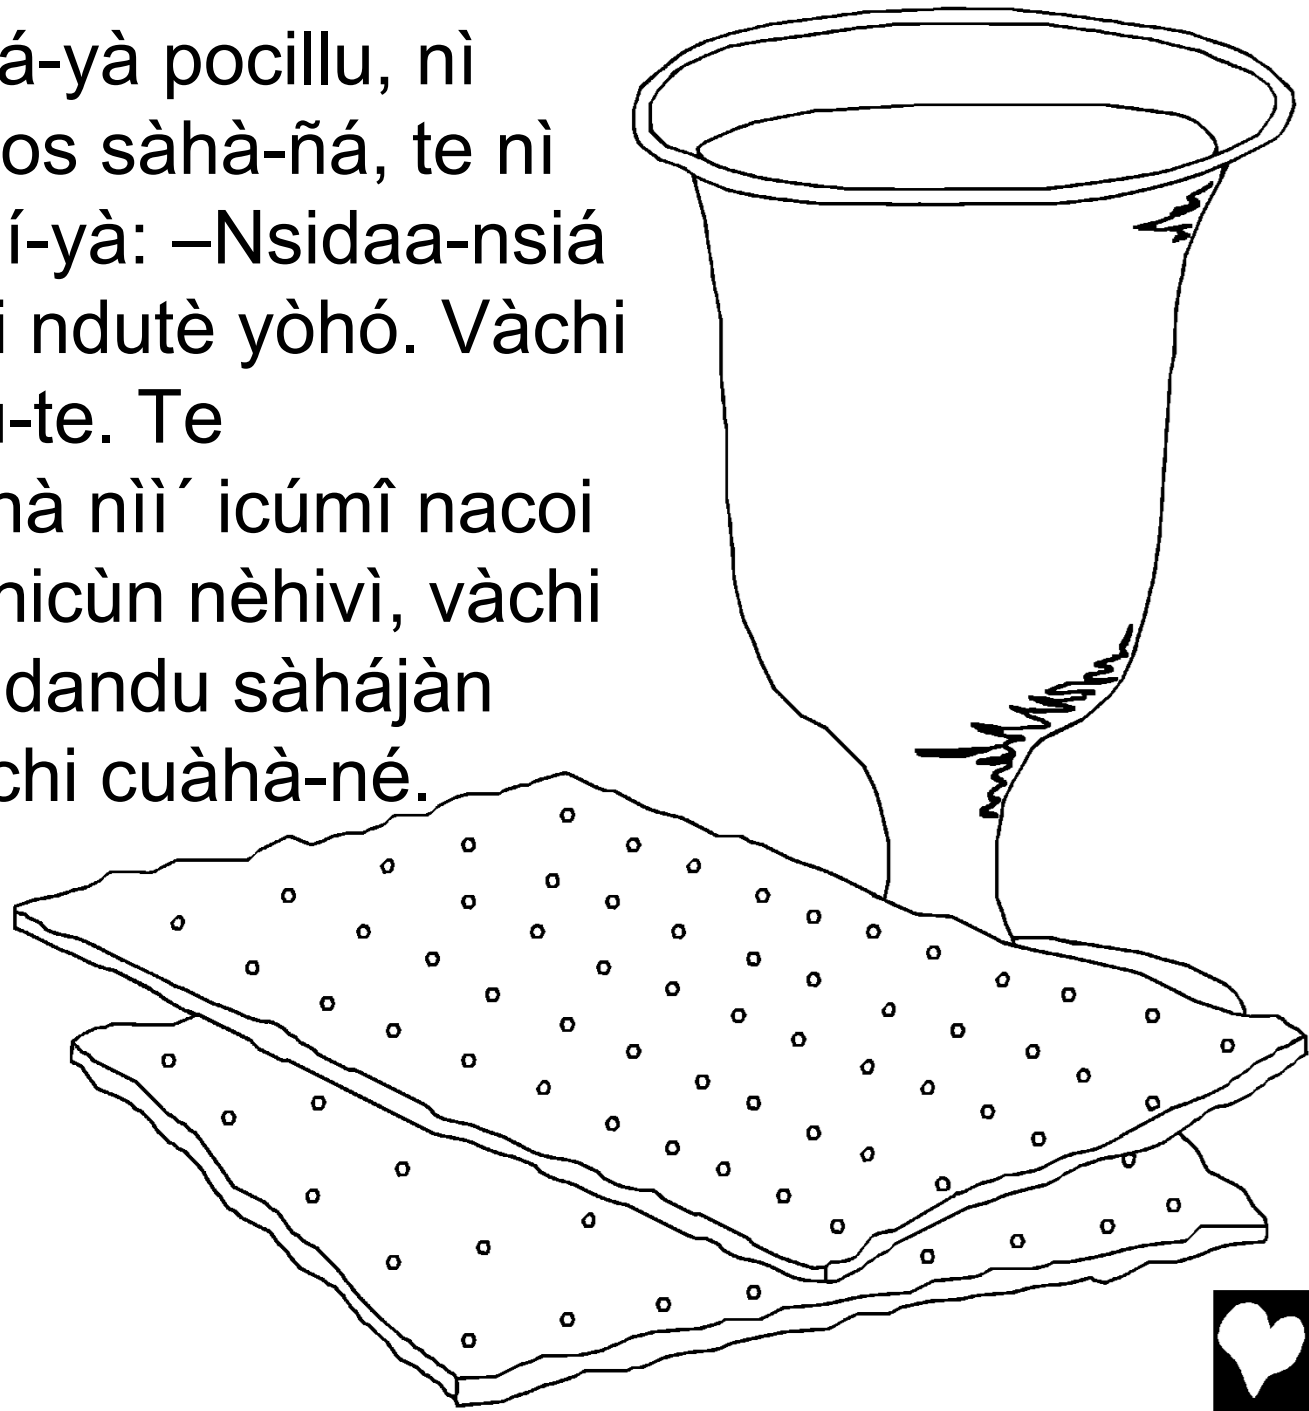 á-yà pocillu, nì
os sàhà-ñá, te nì
í-yà: –Nsidaa-nsiá
i ndutè yòhó. Vàchi
u-te. Te
hà nìì´ icúmî nacoi
nicùn nèhivì, vàchi
dandu sàhájàn
chi cuàhà-né.